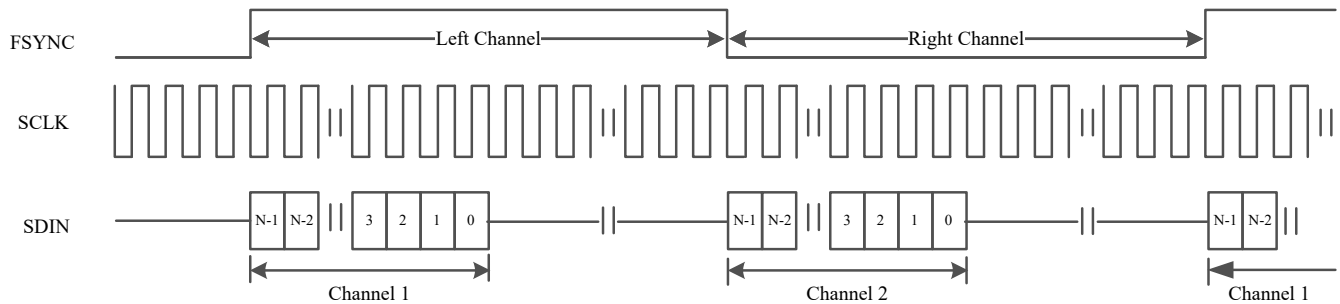 FSYNC
Left Channel
Right Channel
SCLK
SDIN
N-1 N-2 3 2 1 0
N-1 N-2 3 2 1 0
N-1 N-2
Channel 1
Channel 2
Channel 1